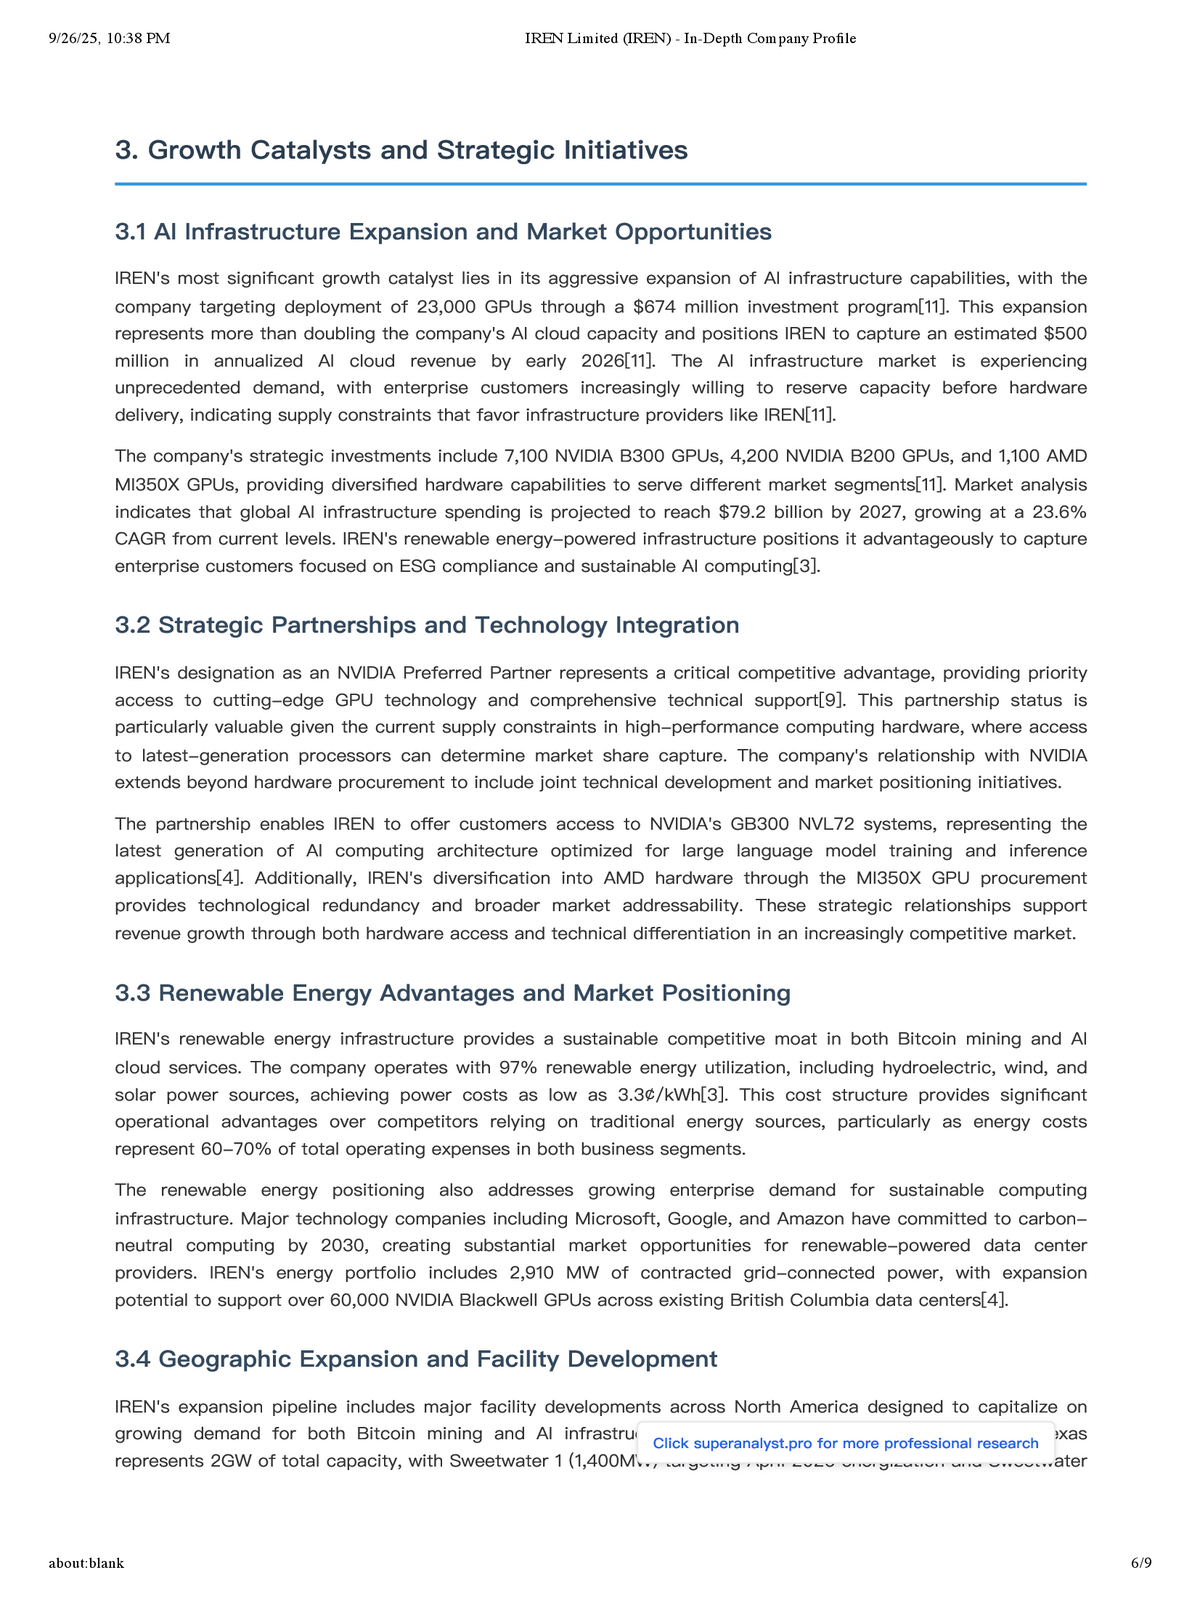 9/26/25, 10:38 PM
IREN Limited (IREN) - In-Depth Company Profile
3. Growth Catalysts and Strategic Initiatives
3.1 AI Infrastructure Expansion and Market Opportunities
IREN's most significant growth catalyst lies in its aggressive expansion of AI infrastructure capabilities, with the
company targeting deployment of 23,000 GPUs through a $674 million investment program[11]. This expansion
represents more than doubling the company's AI cloud capacity and positions IREN to capture an estimated $500
million in annualized AI cloud revenue by early 2026[11]. The AI infrastructure market is experiencing
unprecedented demand, with enterprise customers increasingly willing to reserve capacity before hardware
delivery, indicating supply constraints that favor infrastructure providers like IREN[11].
The company's strategic investments include 7,100 NVIDIA B300 GPUs, 4,200 NVIDIA B200 GPUs, and 1,100 AMD
MI350X GPUs, providing diversified hardware capabilities to serve different market segments[11]. Market analysis
indicates that global AI infrastructure spending is projected to reach $79.2 billion by 2027, growing at a 23.6%
CAGR from current levels. IREN's renewable energy-powered infrastructure positions it advantageously to capture
enterprise customers focused on ESG compliance and sustainable AI computing[3].
3.2 Strategic Partnerships and Technology Integration
IREN's designation as an NVIDIA Preferred Partner represents a critical competitive advantage, providing priority
access to cutting-edge GPU technology and comprehensive technical support[9]. This partnership status is
particularly valuable given the current supply constraints in high-performance computing hardware, where access
to latest-generation processors can determine market share capture. The company's relationship with NVIDIA
extends beyond hardware procurement to include joint technical development and market positioning initiatives.
The partnership enables IREN to offer customers access to NVIDIA's GB300 NVL72 systems, representing the
latest generation of AI computing architecture optimized for large language model training and inference
applications[4]. Additionally, IREN's diversification into AMD hardware through the MI350X GPU procurement
provides technological redundancy and broader market addressability. These strategic relationships support
revenue growth through both hardware access and technical differentiation in an increasingly competitive market.
3.3 Renewable Energy Advantages and Market Positioning
IREN's renewable energy infrastructure provides a sustainable competitive moat in both Bitcoin mining and AI
cloud services. The company operates with 97% renewable energy utilization, including hydroelectric, wind, and
solar power sources, achieving power costs as low as 3.3¢/kWh[3]. This cost structure provides significant
operational advantages over competitors relying on traditional energy sources, particularly as energy costs
represent 60-70% of total operating expenses in both business segments.
The renewable energy positioning also addresses growing enterprise demand for sustainable computing
infrastructure. Major technology companies including Microsoft, Google, and Amazon have committed to carbon-
neutral computing by 2030, creating substantial market opportunities for renewable-powered data center
providers. IREN's energy portfolio includes 2,910 MW of contracted grid-connected power, with expansion
potential to support over 60,000 NVIDIA Blackwell GPUs across existing British Columbia data centers[4].
3.4 Geographic Expansion and Facility Development
IREN's expansion pipeline includes major facility developments across North America designed to capitalize on
growing demand for both Bitcoin mining and AI
Click superanalyst.pro for more professional research
represents 2GW of total capacity, with Sweetwater 1 (1,400MW) targeting April 2026 energization and Sweetwater
about:blank
6/9